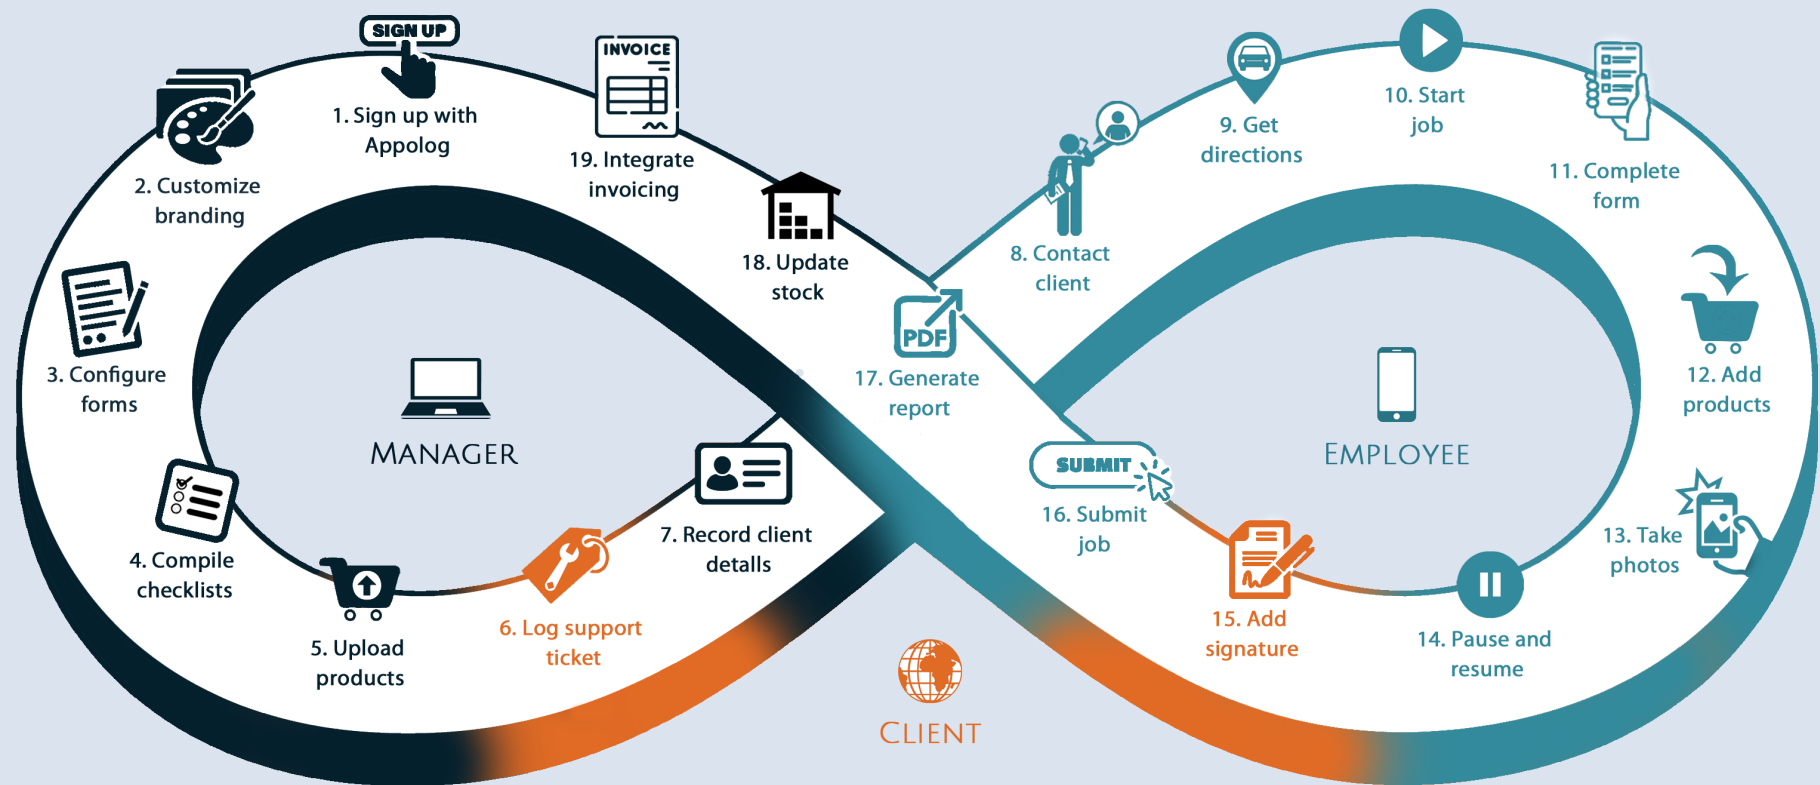 SIGN UP
1. Sign up with
Appolog
2. Customize
branding
3. Configure
forms
4. Compile
checklists
5. Upload
products
6. Log support
ticket
7. Record client
detalls
MANAGER
INVOICE
19. Integrate
invoicing
18. Update
stock
PDF
17. Generate
report
8. Contact
client
9. Get
directions
10. Start
job
11. Complete
form
12. Add
products
13. Take
photos
14. Pause and
resume
15. Add
signature
SUBMIT
16. Submit
job
EMPLOYEE
CLIENT